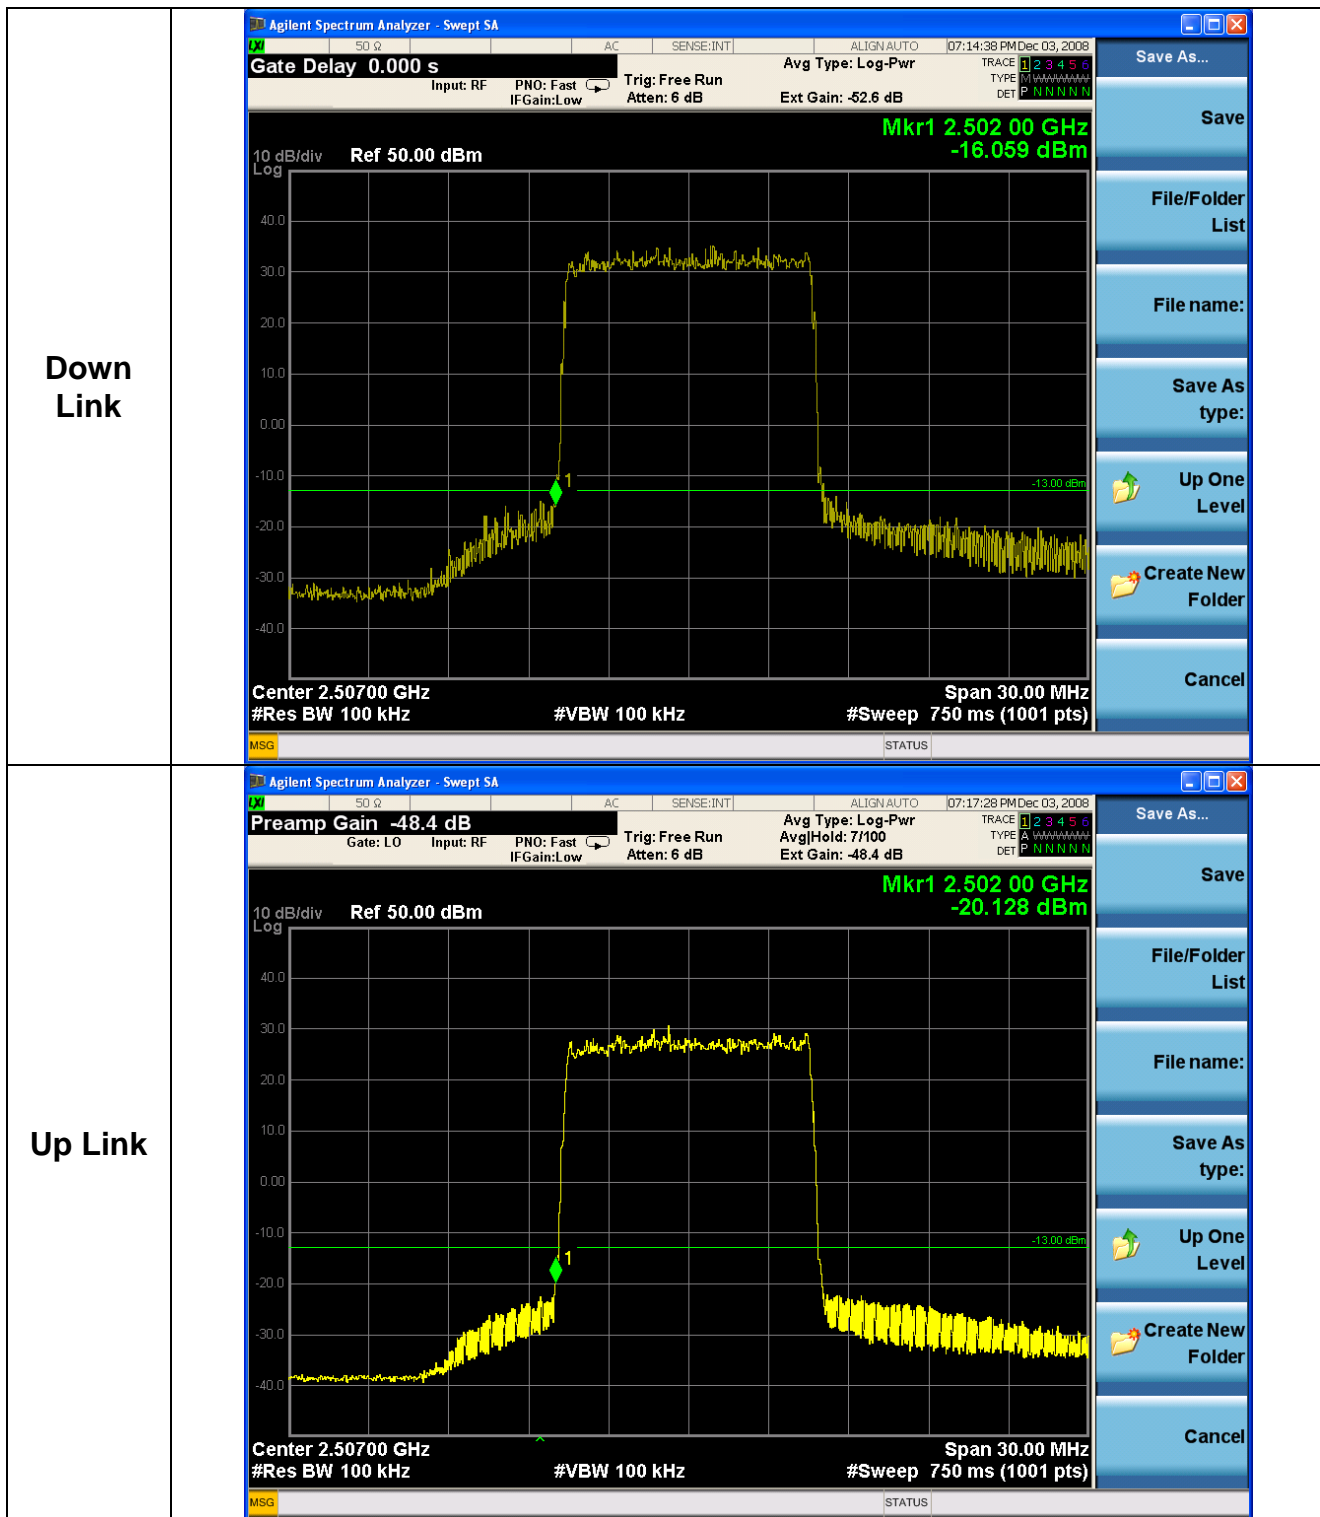 Down
Link
Agilent Spectrum Analyzer - Swept SA
LXI 50 Ω AC SENSE:INT ALIGN AUTO 07:14:38 PM Dec 03, 2008
Gate Delay 0.000 s
Input: RF PNO: Fast IFGain:Low
Trig: Free Run
Atten: 6 dB
Avg Type: Log-Pwr
Ext Gain: -52.6 dB
TRACE 1 2 3 4 5 6
TYPE M W W W W W
DET P N N N N N
Mkr1 2.502 00 GHz
-16.059 dBm
10 dB/div Ref 50.00 dBm
Log
40.0
30.0
20.0
10.0
0.00
-10.0
-20.0
-30.0
-40.0
1
-13.00 dBm
Center 2.50700 GHz Span 30.00 MHz
#Res BW 100 kHz #VBW 100 kHz #Sweep 750 ms (1001 pts)
MSG STATUS
Save As...
Save
File/Folder
List
File name:
Save As
type:
Up One
Level
Create New
Folder
Cancel
Up Link
Agilent Spectrum Analyzer - Swept SA
LXI 50 Ω AC SENSE:INT ALIGN AUTO 07:17:28 PM Dec 03, 2008
Preamp Gain -48.4 dB
Gate: LO Input: RF PNO: Fast IFGain:Low
Trig: Free Run
Atten: 6 dB
Avg Type: Log-Pwr
Avg|Hold: 7/100
Ext Gain: -48.4 dB
TRACE 1 2 3 4 5 6
TYPE A W W W W W
DET P N N N N N
Mkr1 2.502 00 GHz
-20.128 dBm
10 dB/div Ref 50.00 dBm
Log
40.0
30.0
20.0
10.0
0.00
-10.0
-20.0
-30.0
-40.0
1
-13.00 dBm
Center 2.50700 GHz Span 30.00 MHz
#Res BW 100 kHz #VBW 100 kHz #Sweep 750 ms (1001 pts)
MSG STATUS
Save As...
Save
File/Folder
List
File name:
Save As
type:
Up One
Level
Create New
Folder
Cancel